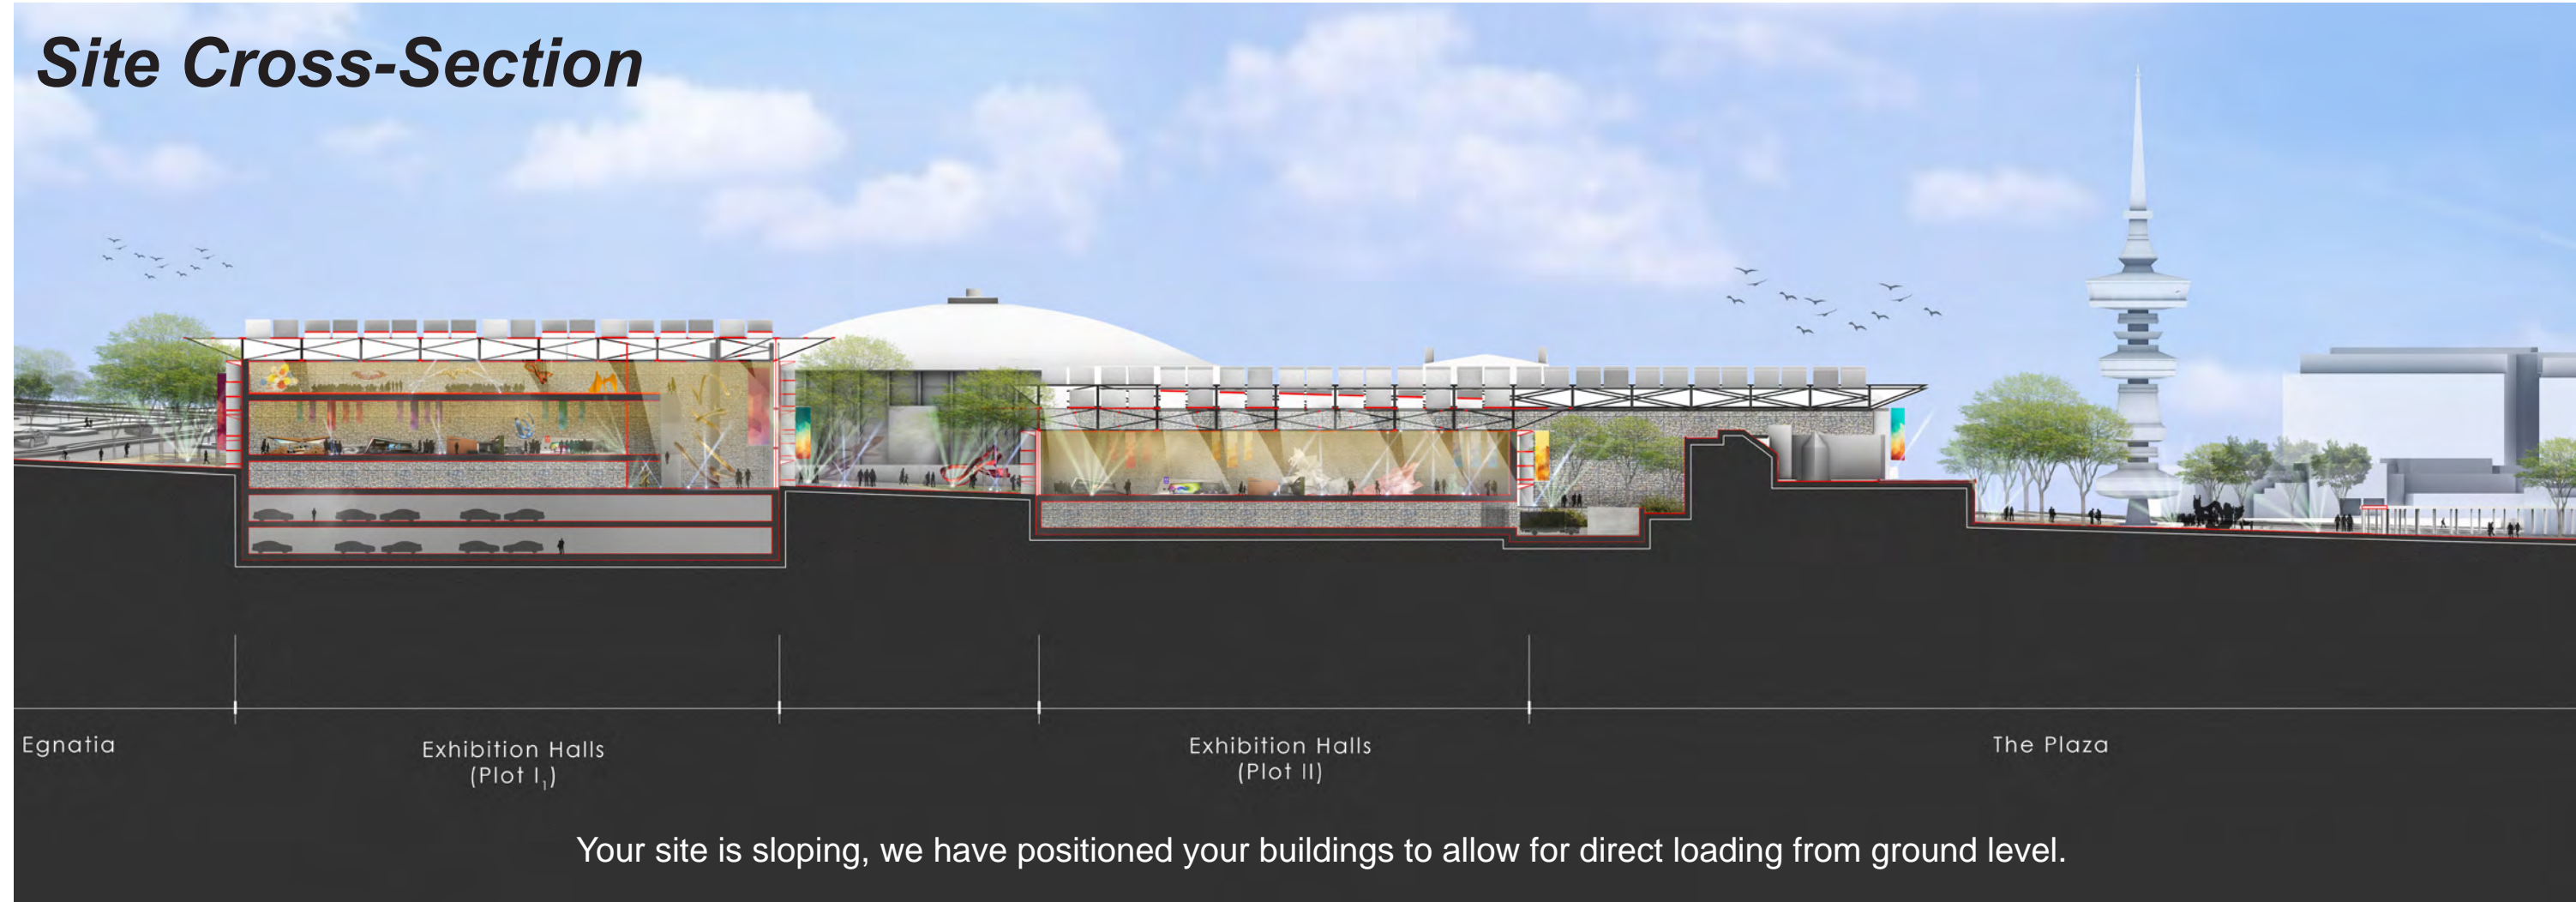 Site Cross-Section
Egnatia
Exhibition Halls
(Plot I₁)
Exhibition Halls
(Plot II)
The Plaza
Your site is sloping, we have positioned your buildings to allow for direct loading from ground level.